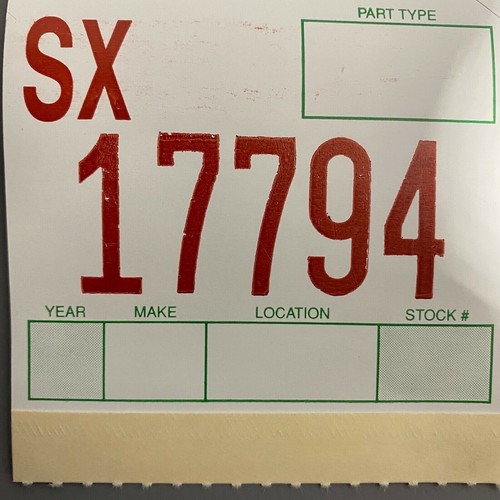 PART TYPE
SX
17794
YEAR MAKE LOCATION STOCK #